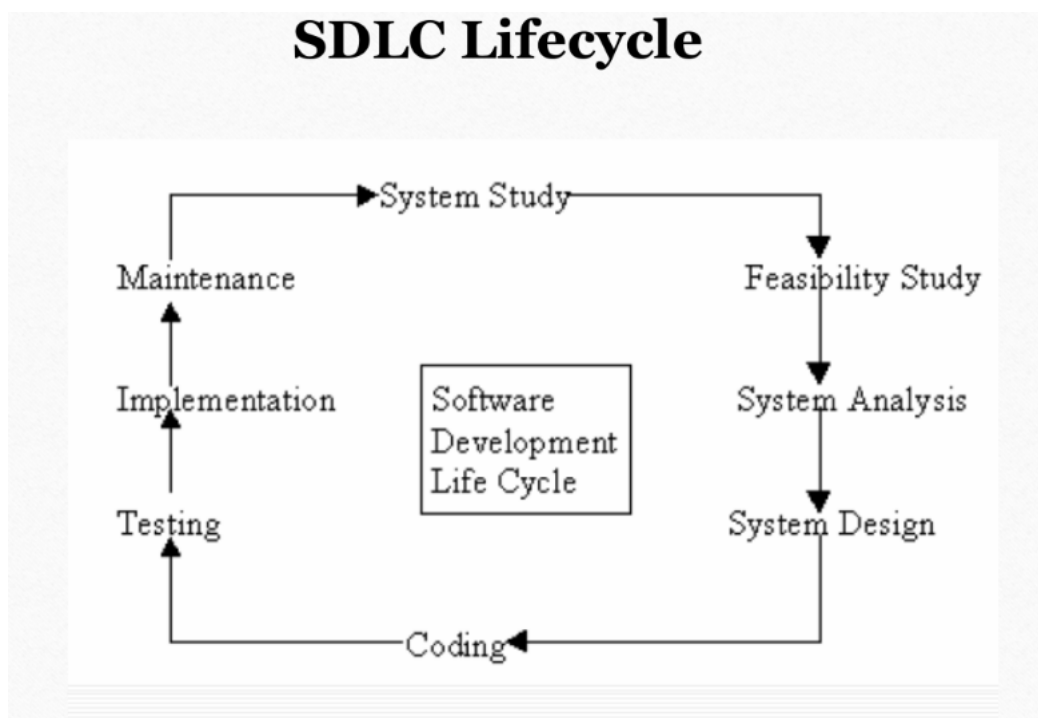 SDLC Lifecycle
System Study
Maintenance
Feasibility Study
Implementation
Software
Development
Life Cycle
System Analysis
Testing
System Design
Coding